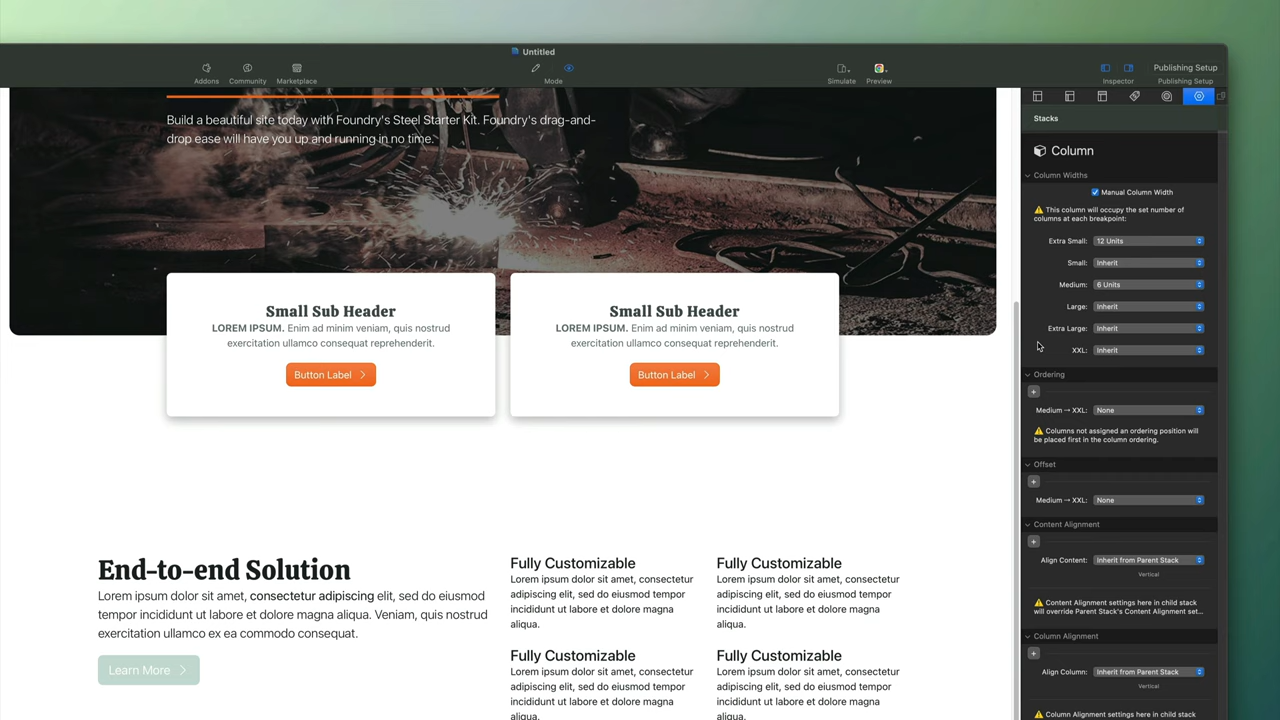 Untitled
Addons
Community
Marketplace
Mode
Simulate
Preview
Inspector
Publishing Setup
Publishing Setup
Build a beautiful site today with Foundry's Steel Starter Kit. Foundry's drag-and-
drop ease will have you up and running in no time.
Small Sub Header
LOREM IPSUM. Enim ad minim veniam, quis nostrud
exercitation ullamco consequat reprehenderit.
Button Label
Small Sub Header
LOREM IPSUM. Enim ad minim veniam, quis nostrud
exercitation ullamco consequat reprehenderit.
Button Label
End-to-end Solution
Lorem ipsum dolor sit amet, consectetur adipiscing elit, sed do eiusmod
tempor incididunt ut labore et dolore magna aliqua. Veniam, quis nostrud
exercitation ullamco ex ea commodo consequat.
Learn More
Fully Customizable
Lorem ipsum dolor sit amet, consectetur
adipiscing elit, sed do eiusmod tempor
incididunt ut labore et dolore magna
aliqua.
Fully Customizable
Lorem ipsum dolor sit amet, consectetur
adipiscing elit, sed do eiusmod tempor
incididunt ut labore et dolore magna
aliqua.
Fully Customizable
Lorem ipsum dolor sit amet, consectetur
adipiscing elit, sed do eiusmod tempor
incididunt ut labore et dolore magna
aliqua.
Fully Customizable
Lorem ipsum dolor sit amet, consectetur
adipiscing elit, sed do eiusmod tempor
incididunt ut labore et dolore magna
aliqua.
Stacks
Column
Column Widths
Manual Column Width
This column will occupy the set number of
columns at each breakpoint:
Extra Small: 12 Units
Small: Inherit
Medium: 6 Units
Large: Inherit
Extra Large: Inherit
XXL: Inherit
Ordering
Medium → XXL: None
Columns not assigned an ordering position will
be placed first in the column ordering.
Offset
Medium → XXL: None
Content Alignment
Align Content: Inherit from Parent Stack
Vertical
Content Alignment settings here in child stack
will override Parent Stack's Content Alignment set...
Column Alignment
Align Column: Inherit from Parent Stack
Vertical
Column Alignment settings here in child stack